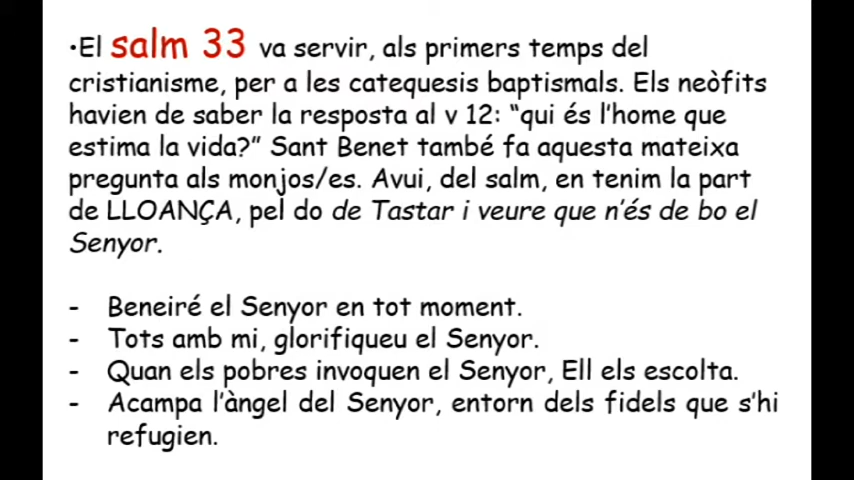 •El salm 33 va servir, als primers temps del
cristianisme, per a les catequesis baptismals. Els neòfits
havien de saber la resposta al v 12: “qui és l’home que
estima la vida?” Sant Benet també fa aquesta mateixa
pregunta als monjos/es. Avui, del salm, en tenim la part
de LLOANÇA, pel do de Tastar i veure que n’és de bo el
Senyor.
- Beneiré el Senyor en tot moment.
- Tots amb mi, glorifiqueu el Senyor.
- Quan els pobres invoquen el Senyor, Ell els escolta.
- Acampa l’àngel del Senyor, entorn dels fidels que s’hi
refugien.